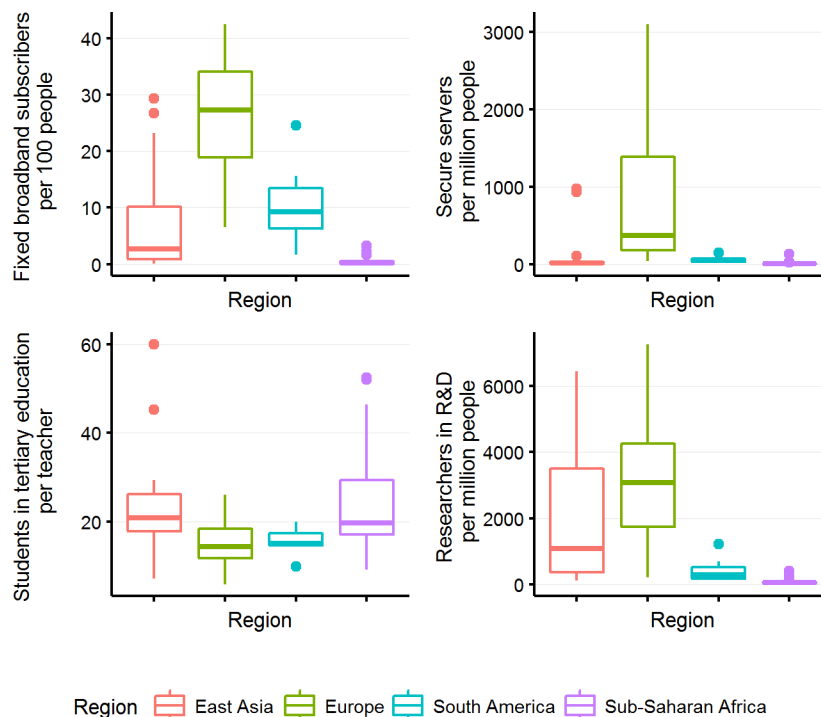 Fixed broadband subscribers
per 100 people
40
30
20
10
0
Region
Secure servers
per million people
3000
2000
1000
0
Region
Students in tertiary education
per teacher
60
40
20
Region
Researchers in R&D
per million people
6000
4000
2000
0
Region
Region East Asia Europe South America Sub-Saharan Africa